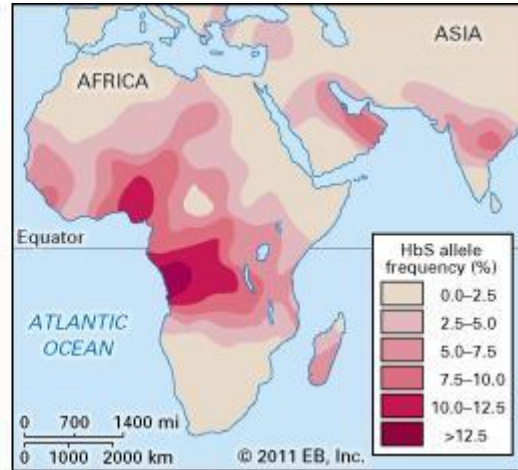 ASIA
AFRICA
Equator
HbS allele
frequency (%)
0.0–2.5
2.5–5.0
5.0–7.5
7.5–10.0
10.0–12.5
>12.5
ATLANTIC
OCEAN
0 700 1400 mi
0 1000 2000 km
© 2011 EB, Inc.